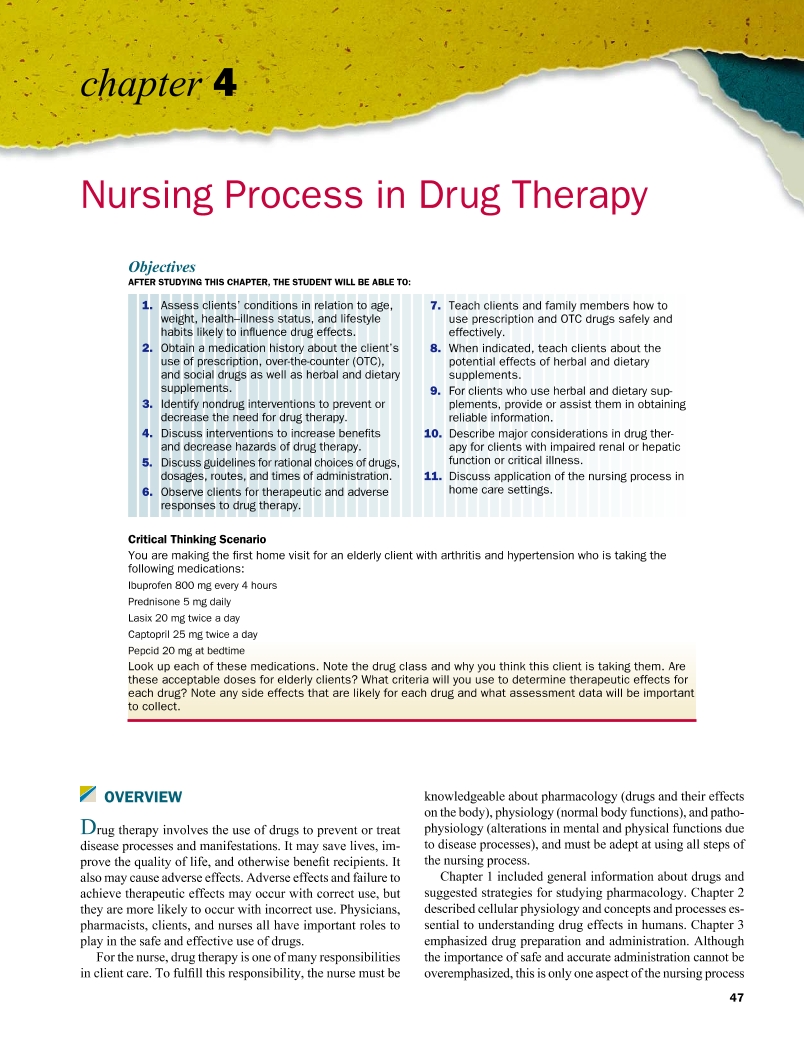 chapter 4
Nursing Process in Drug Therapy
Objectives
AFTER STUDYING THIS CHAPTER, THE STUDENT WILL BE ABLE TO:
1. Assess clients’ conditions in relation to age,
weight, health–illness status, and lifestyle
habits likely to influence drug effects.
2. Obtain a medication history about the client’s
use of prescription, over-the-counter (OTC),
and social drugs as well as herbal and dietary
supplements.
3. Identify nondrug interventions to prevent or
decrease the need for drug therapy.
4. Discuss interventions to increase benefits
and decrease hazards of drug therapy.
5. Discuss guidelines for rational choices of drugs,
dosages, routes, and times of administration.
6. Observe clients for therapeutic and adverse
responses to drug therapy.
7. Teach clients and family members how to
use prescription and OTC drugs safely and
effectively.
8. When indicated, teach clients about the
potential effects of herbal and dietary
supplements.
9. For clients who use herbal and dietary sup-
plements, provide or assist them in obtaining
reliable information.
10. Describe major considerations in drug ther-
apy for clients with impaired renal or hepatic
function or critical illness.
11. Discuss application of the nursing process in
home care settings.
Critical Thinking Scenario
You are making the first home visit for an elderly client with arthritis and hypertension who is taking the
following medications:
Ibuprofen 800 mg every 4 hours
Prednisone 5 mg daily
Lasix 20 mg twice a day
Captopril 25 mg twice a day
Pepcid 20 mg at bedtime
Look up each of these medications. Note the drug class and why you think this client is taking them. Are
these acceptable doses for elderly clients? What criteria will you use to determine therapeutic effects for
each drug? Note any side effects that are likely for each drug and what assessment data will be important
to collect.
OVERVIEW
Drug therapy involves the use of drugs to prevent or treat
disease processes and manifestations. It may save lives, im-
prove the quality of life, and otherwise benefit recipients. It
also may cause adverse effects. Adverse effects and failure to
achieve therapeutic effects may occur with correct use, but
they are more likely to occur with incorrect use. Physicians,
pharmacists, clients, and nurses all have important roles to
play in the safe and effective use of drugs.
For the nurse, drug therapy is one of many responsibilities
in client care. To fulfill this responsibility, the nurse must be
knowledgeable about pharmacology (drugs and their effects
on the body), physiology (normal body functions), and patho-
physiology (alterations in mental and physical functions due
to disease processes), and must be adept at using all steps of
the nursing process.
Chapter 1 included general information about drugs and
suggested strategies for studying pharmacology. Chapter 2
described cellular physiology and concepts and processes es-
sential to understanding drug effects in humans. Chapter 3
emphasized drug preparation and administration. Although
the importance of safe and accurate administration cannot be
overemphasized, this is only one aspect of the nursing process
47